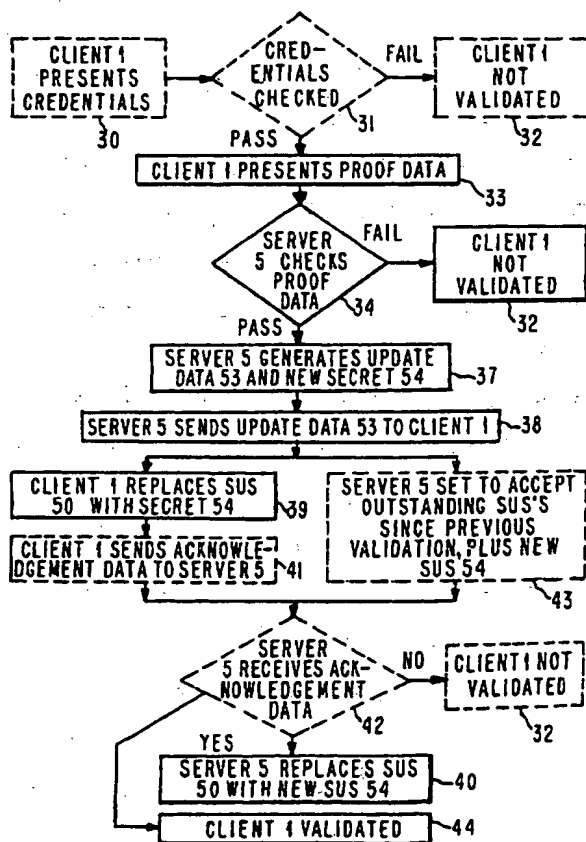 CLIENT 1
PRESENTS
CREDENTIALS
30
CRED-
ENTIALS
CHECKED
31
FAIL
CLIENT 1
NOT
VALIDATED
32
PASS
CLIENT 1 PRESENTS PROOF DATA
33
SERVER
5 CHECKS
PROOF
DATA
34
FAIL
CLIENT 1
NOT
VALIDATED
32
PASS
SERVER 5 GENERATES UPDATE
DATA 53 AND NEW SECRET 54
37
SERVER 5 SENDS UPDATE DATA 53 TO CLIENT 1
38
CLIENT 1 REPLACES SUS
50 WITH SECRET 54
39
CLIENT 1 SENDS ACKNOWLE-
DGEMENT DATA TO SERVER 5
41
SERVER 5 SET TO ACCEPT
OUTSTANDING SUS'S
SINCE PREVIOUS
VALIDATION, PLUS NEW
SUS 54
43
SERVER
5 RECEIVES ACK-
NOWLEDGEMENT
DATA
42
NO
CLIENT 1 NOT
VALIDATED
32
YES
SERVER 5 REPLACES SUS
50 WITH NEW SUS 54
40
CLIENT 1 VALIDATED
44